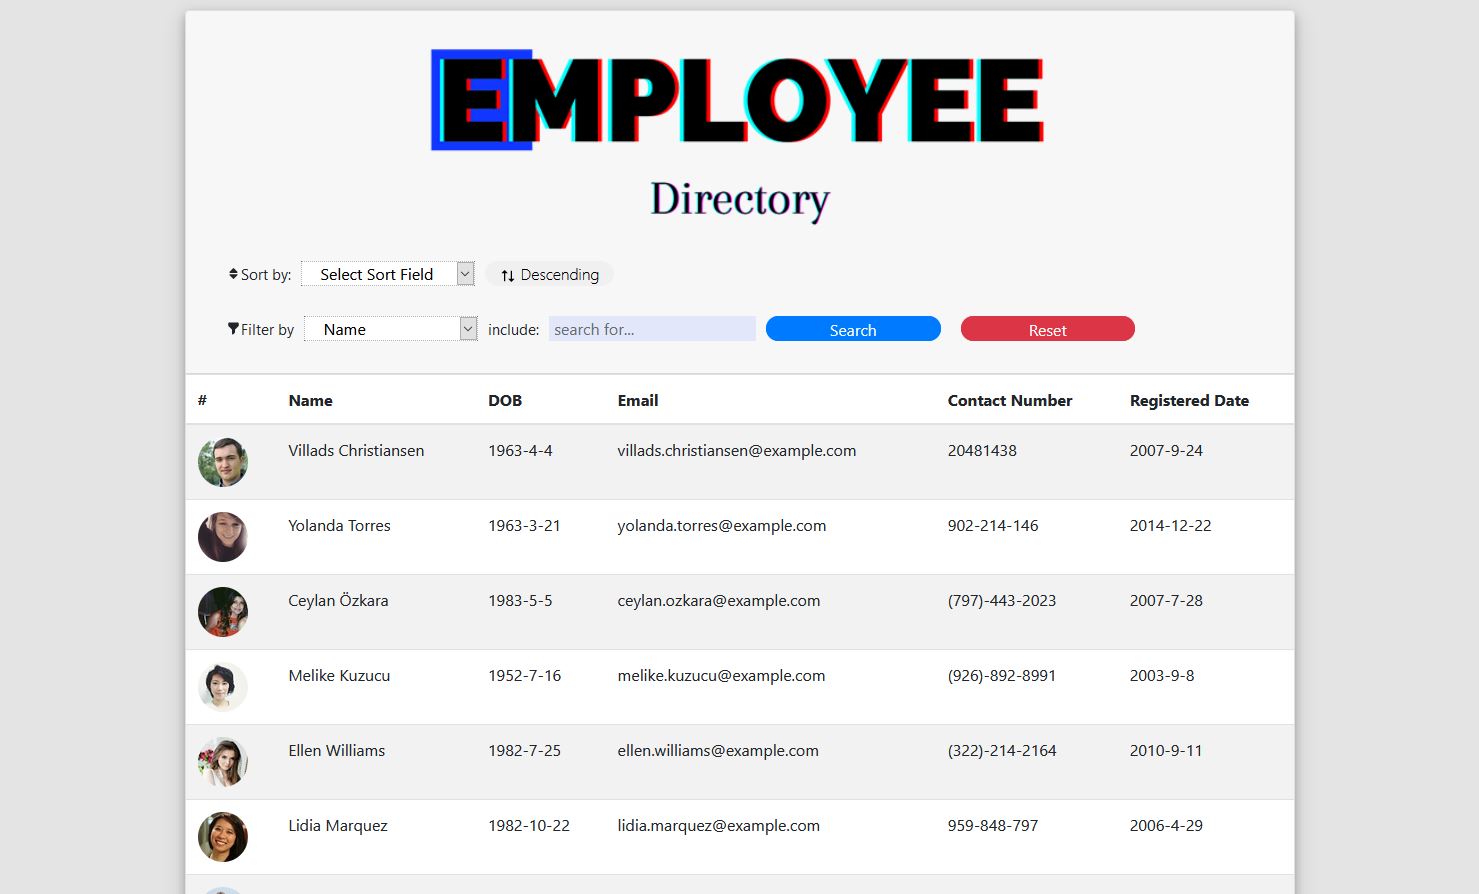 EMPLOYEE
Directory
Sort by: Select Sort Field Descending
Filter by Name include: search for... Search Reset
# Name DOB Email Contact Number Registered Date
Villads Christiansen 1963-4-4 villads.christiansen@example.com 20481438 2007-9-24
Yolanda Torres 1963-3-21 yolanda.torres@example.com 902-214-146 2014-12-22
Ceylan Özkara 1983-5-5 ceylan.ozkara@example.com (797)-443-2023 2007-7-28
Melike Kuzucu 1952-7-16 melike.kuzucu@example.com (926)-892-8991 2003-9-8
Ellen Williams 1982-7-25 ellen.williams@example.com (322)-214-2164 2010-9-11
Lidia Marquez 1982-10-22 lidia.marquez@example.com 959-848-797 2006-4-29